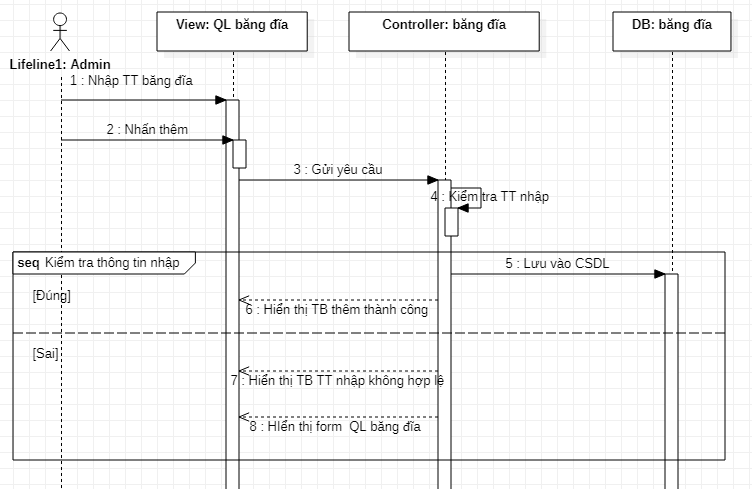 View: QL băng đĩa
Controller: băng đĩa
DB: băng đĩa
Lifeline1: Admin
1 : Nhập TT băng đĩa
2 : Nhấn thêm
3 : Gửi yêu cầu
4 : Kiểm tra TT nhập
seq Kiểm tra thông tin nhập
5 : Lưu vào CSDL
[Đúng]
6 : Hiển thị TB thêm thành công
[Sai]
7 : Hiển thị TB TT nhập không hợp lệ
8 : HIển thị form QL băng đĩa